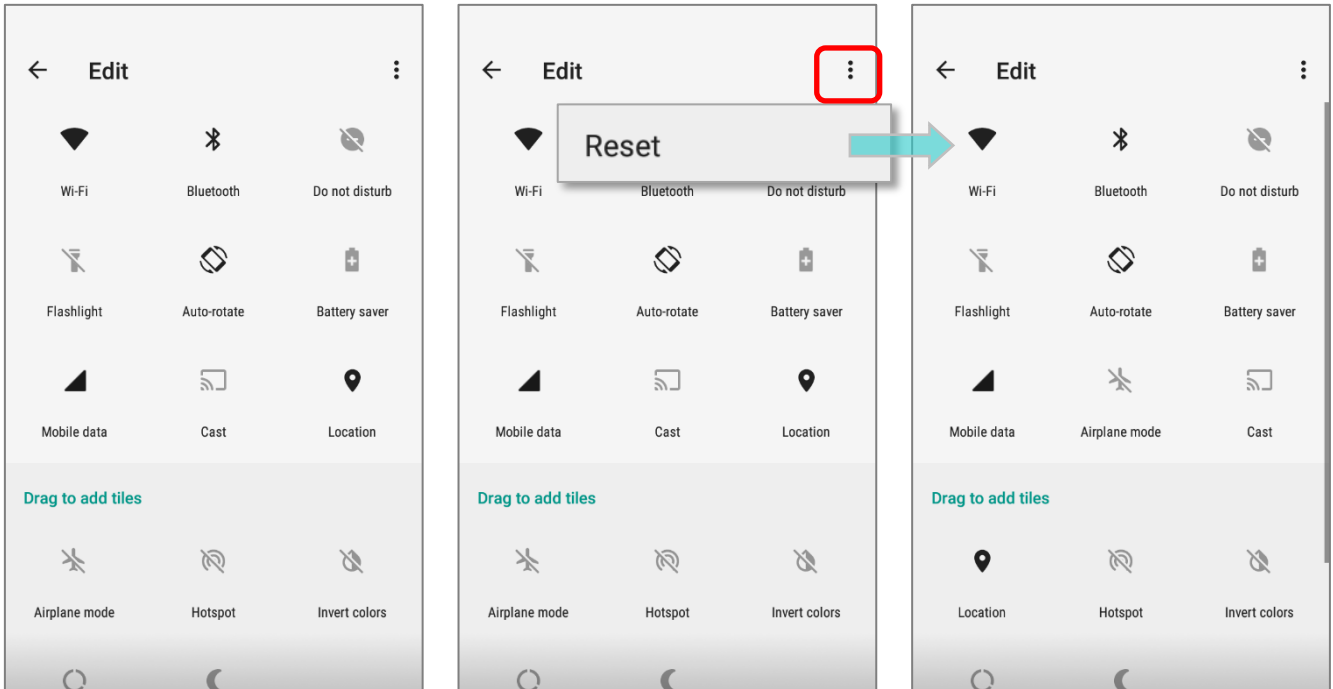 Edit
Wi-Fi Bluetooth Do not disturb
Flashlight Auto-rotate Battery saver
Mobile data Cast Location
Drag to add tiles
Airplane mode Hotspot Invert colors
Edit
Reset
Wi-Fi Bluetooth Do not disturb
Flashlight Auto-rotate Battery saver
Mobile data Cast Location
Drag to add tiles
Airplane mode Hotspot Invert colors
Edit
Wi-Fi Bluetooth Do not disturb
Flashlight Auto-rotate Battery saver
Mobile data Airplane mode Cast
Drag to add tiles
Location Hotspot Invert colors